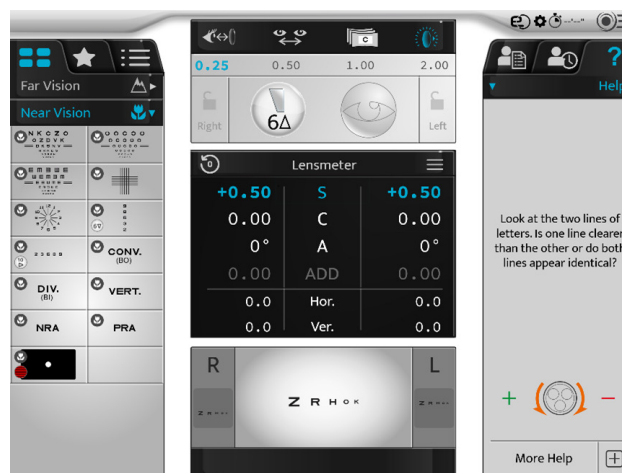 --'--"
0.25 0.50 1.00 2.00
Far Vision
Near Vision
Right
6Δ
Left
Help
0
Lensmeter
+0.50 S +0.50
0.00 C 0.00
0° A 0°
0.00 ADD 0.00
0.0 Hor. 0.0
0.0 Ver. 0.0
N K C Z O
O Z D V K
C
6Δ
10Δ
CONV.
(BO)
DIV.
(BI)
VERT.
NRA
PRA
Look at the two lines of
letters. Is one line clearer
than the other or do both
lines appear identical?
R
L
Z R H O K
+
−
More Help